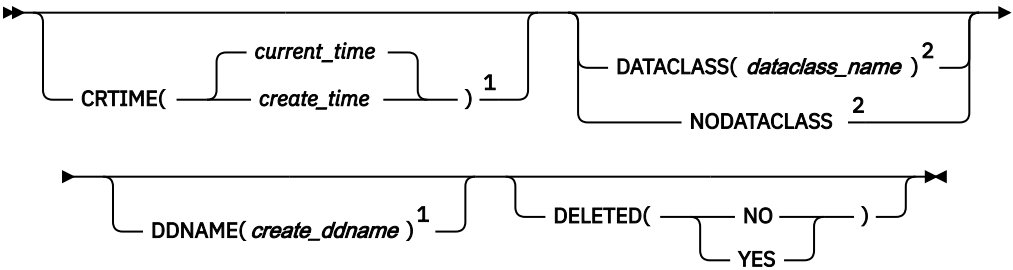 current_time
CRTIME( create_time ) 1
DATACLASS( dataclass_name ) 2
NODATACLASS 2
DDNAME( create_ddname ) 1
DELETED( NO )
YES